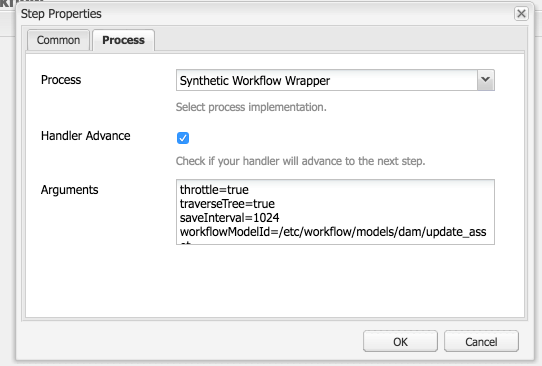 Step Properties
Common
Process
Process
Synthetic Workflow Wrapper
Select process implementation.
Handler Advance
Check if your handler will advance to the next step.
Arguments
throttle=true
traverseTree=true
saveInterval=1024
workflowModelId=/etc/workflow/models/dam/update_ass
OK
Cancel